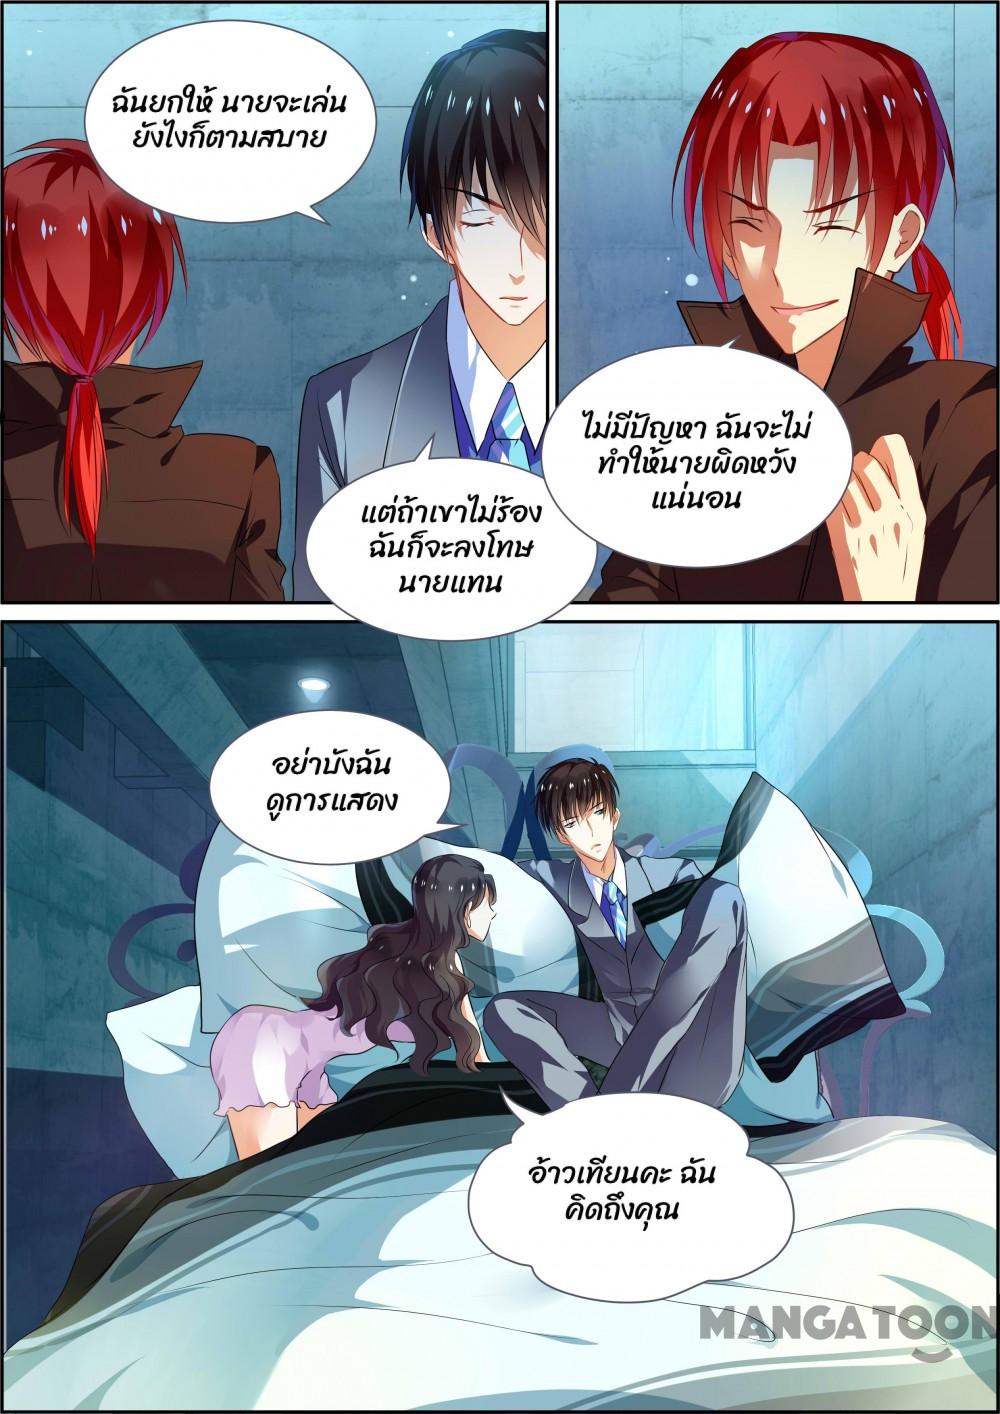 ฉันยกให้ นายจะเล่น
ยังไงก็ตามสบาย
แต่ถ้าเขาไม่ร้อง
ฉันก็จะลงโทษ
นายแทน
ไม่มีปัญหา ฉันจะไม่
ทำให้นายผิดหวัง
แน่นอน
อย่าบังฉัน
ดูการแสดง
อ้าวเทียนคะ ฉัน
คิดถึงคุณ
MANGATOON